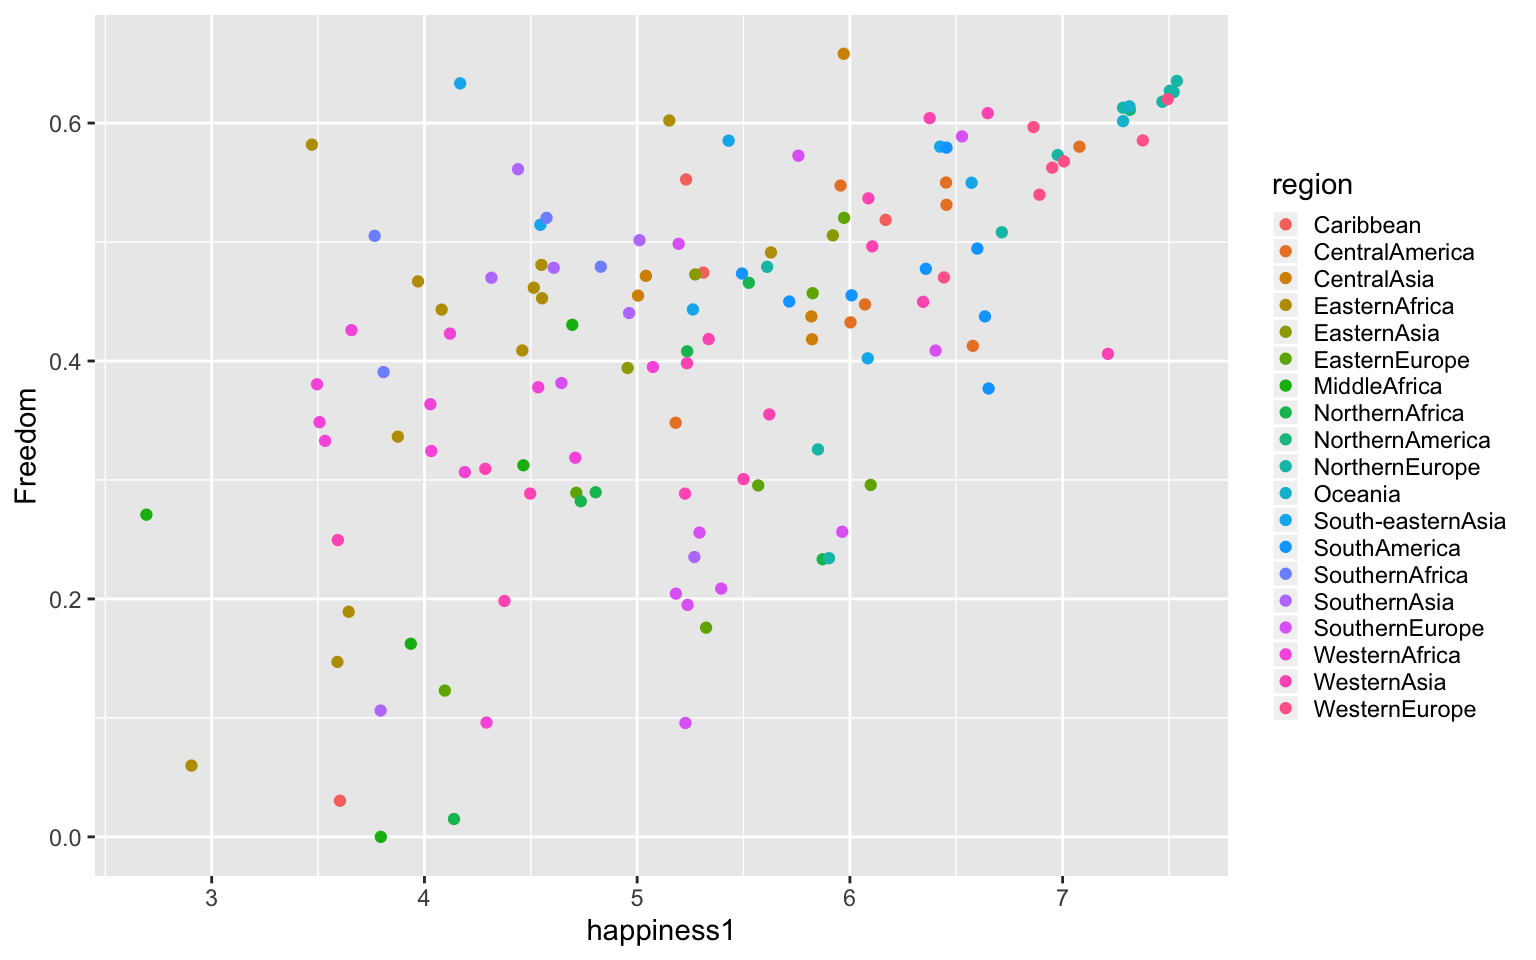 0.6
0.4
0.2
0.0
Freedom
3 4 5 6 7
happiness1
region
Caribbean
CentralAmerica
CentralAsia
EasternAfrica
EasternAsia
EasternEurope
MiddleAfrica
NorthernAfrica
NorthernAmerica
NorthernEurope
Oceania
South-easternAsia
SouthAmerica
SouthernAfrica
SouthernAsia
SouthernEurope
WesternAfrica
WesternAsia
WesternEurope